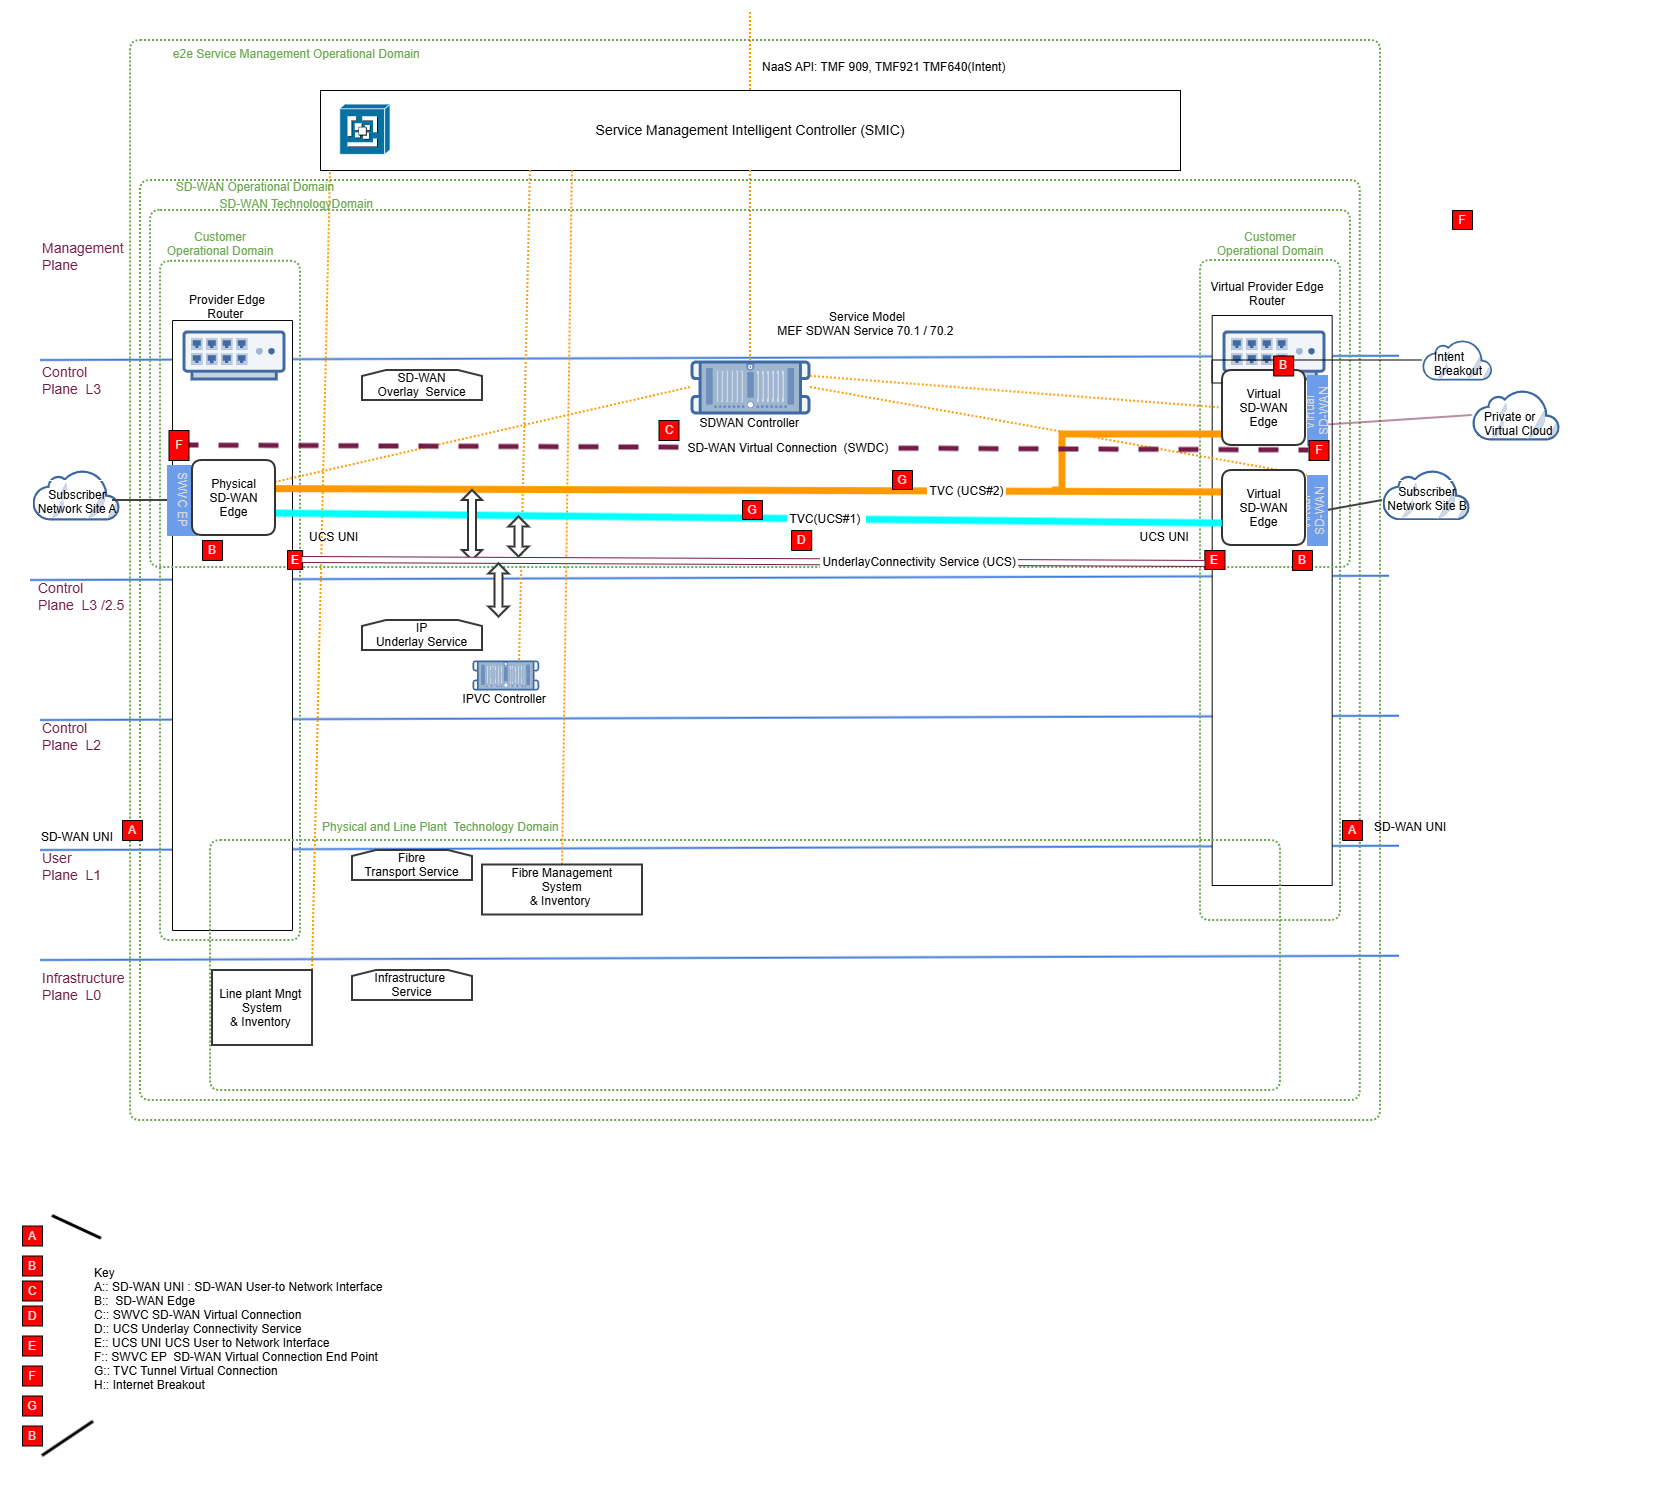 e2e Service Management Operational Domain
NaaS API: TMF 909, TMF921 TMF640(Intent)
Service Management Intelligent Controller (SMIC)
SD-WAN Operational Domain
SD-WAN TechnologyDomain
F
Customer
Operational Domain
Customer
Operational Domain
Management
Plane
Provider Edge
Router
Virtual Provider Edge
Router
Service Model
MEF SDWAN Service 70.1 / 70.2
Control
Plane L3
SD-WAN
Overlay Service
SDWAN Controller
B
Intent
Breakout
Virtual
SD-WAN
Edge
Virtual
SD-WAN
Private or
Virtual Cloud
F
C
SD-WAN Virtual Connection (SWDC)
F
Subscriber
Network Site A
SWVC EP
Physical
SD-WAN
Edge
G
TVC (UCS#2)
Virtual
SD-WAN
Edge
Virtual
SD-WAN
Subscriber
Network Site B
G
TVC(UCS#1)
UCS UNI
D
UCS UNI
B
E
UnderlayConnectivity Service (UCS)
E
B
Control
Plane L3 /2.5
IP
Underlay Service
IPVC Controller
Control
Plane L2
SD-WAN UNI
A
Physical and Line Plant Technology Domain
A
SD-WAN UNI
User
Plane L1
Fibre
Transport Service
Fibre Management
System
& Inventory
Infrastructure
Plane L0
Line plant Mngt
System
& Inventory
Infrastructure
Service
A
B
C
D
E
F
G
B
Key
A:: SD-WAN UNI : SD-WAN User-to Network Interface
B:: SD-WAN Edge
C:: SWVC SD-WAN Virtual Connection
D:: UCS Underlay Connectivity Service
E:: UCS UNI UCS User to Network Interface
F:: SWVC EP SD-WAN Virtual Connection End Point
G:: TVC Tunnel Virtual Connection
H:: Internet Breakout